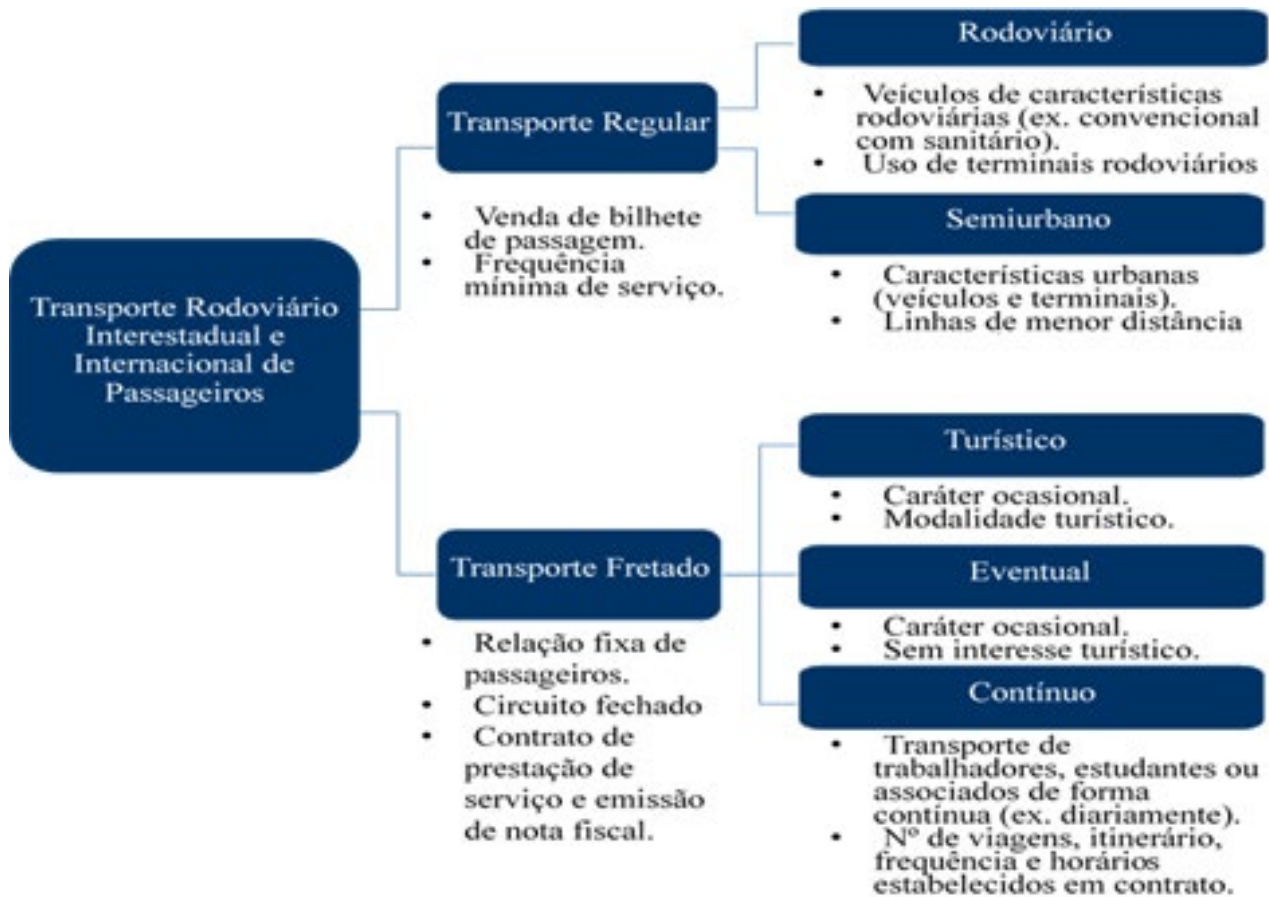 Transporte Rodoviário
Interestadual e
Internacional de
Passageiros
Transporte Regular
• Venda de bilhete
de passagem.
• Frequência
mínima de serviço.
Rodoviário
• Veículos de características
rodoviárias (ex. convencional
com sanitário).
• Uso de terminais rodoviários
Semiurbano
• Características urbanas
(veículos e terminais).
• Linhas de menor distância
Transporte Fretado
• Relação fixa de
passageiros.
• Circuito fechado
• Contrato de
prestação de
serviço e emissão
de nota fiscal.
Turístico
• Caráter ocasional.
• Modalidade turístico.
Eventual
• Caráter ocasional.
• Sem interesse turístico.
Contínuo
• Transporte de
trabalhadores, estudantes ou
associados de forma
contínua (ex. diariamente).
• Nº de viagens, itinerário,
frequência e horários
estabelecidos em contrato.